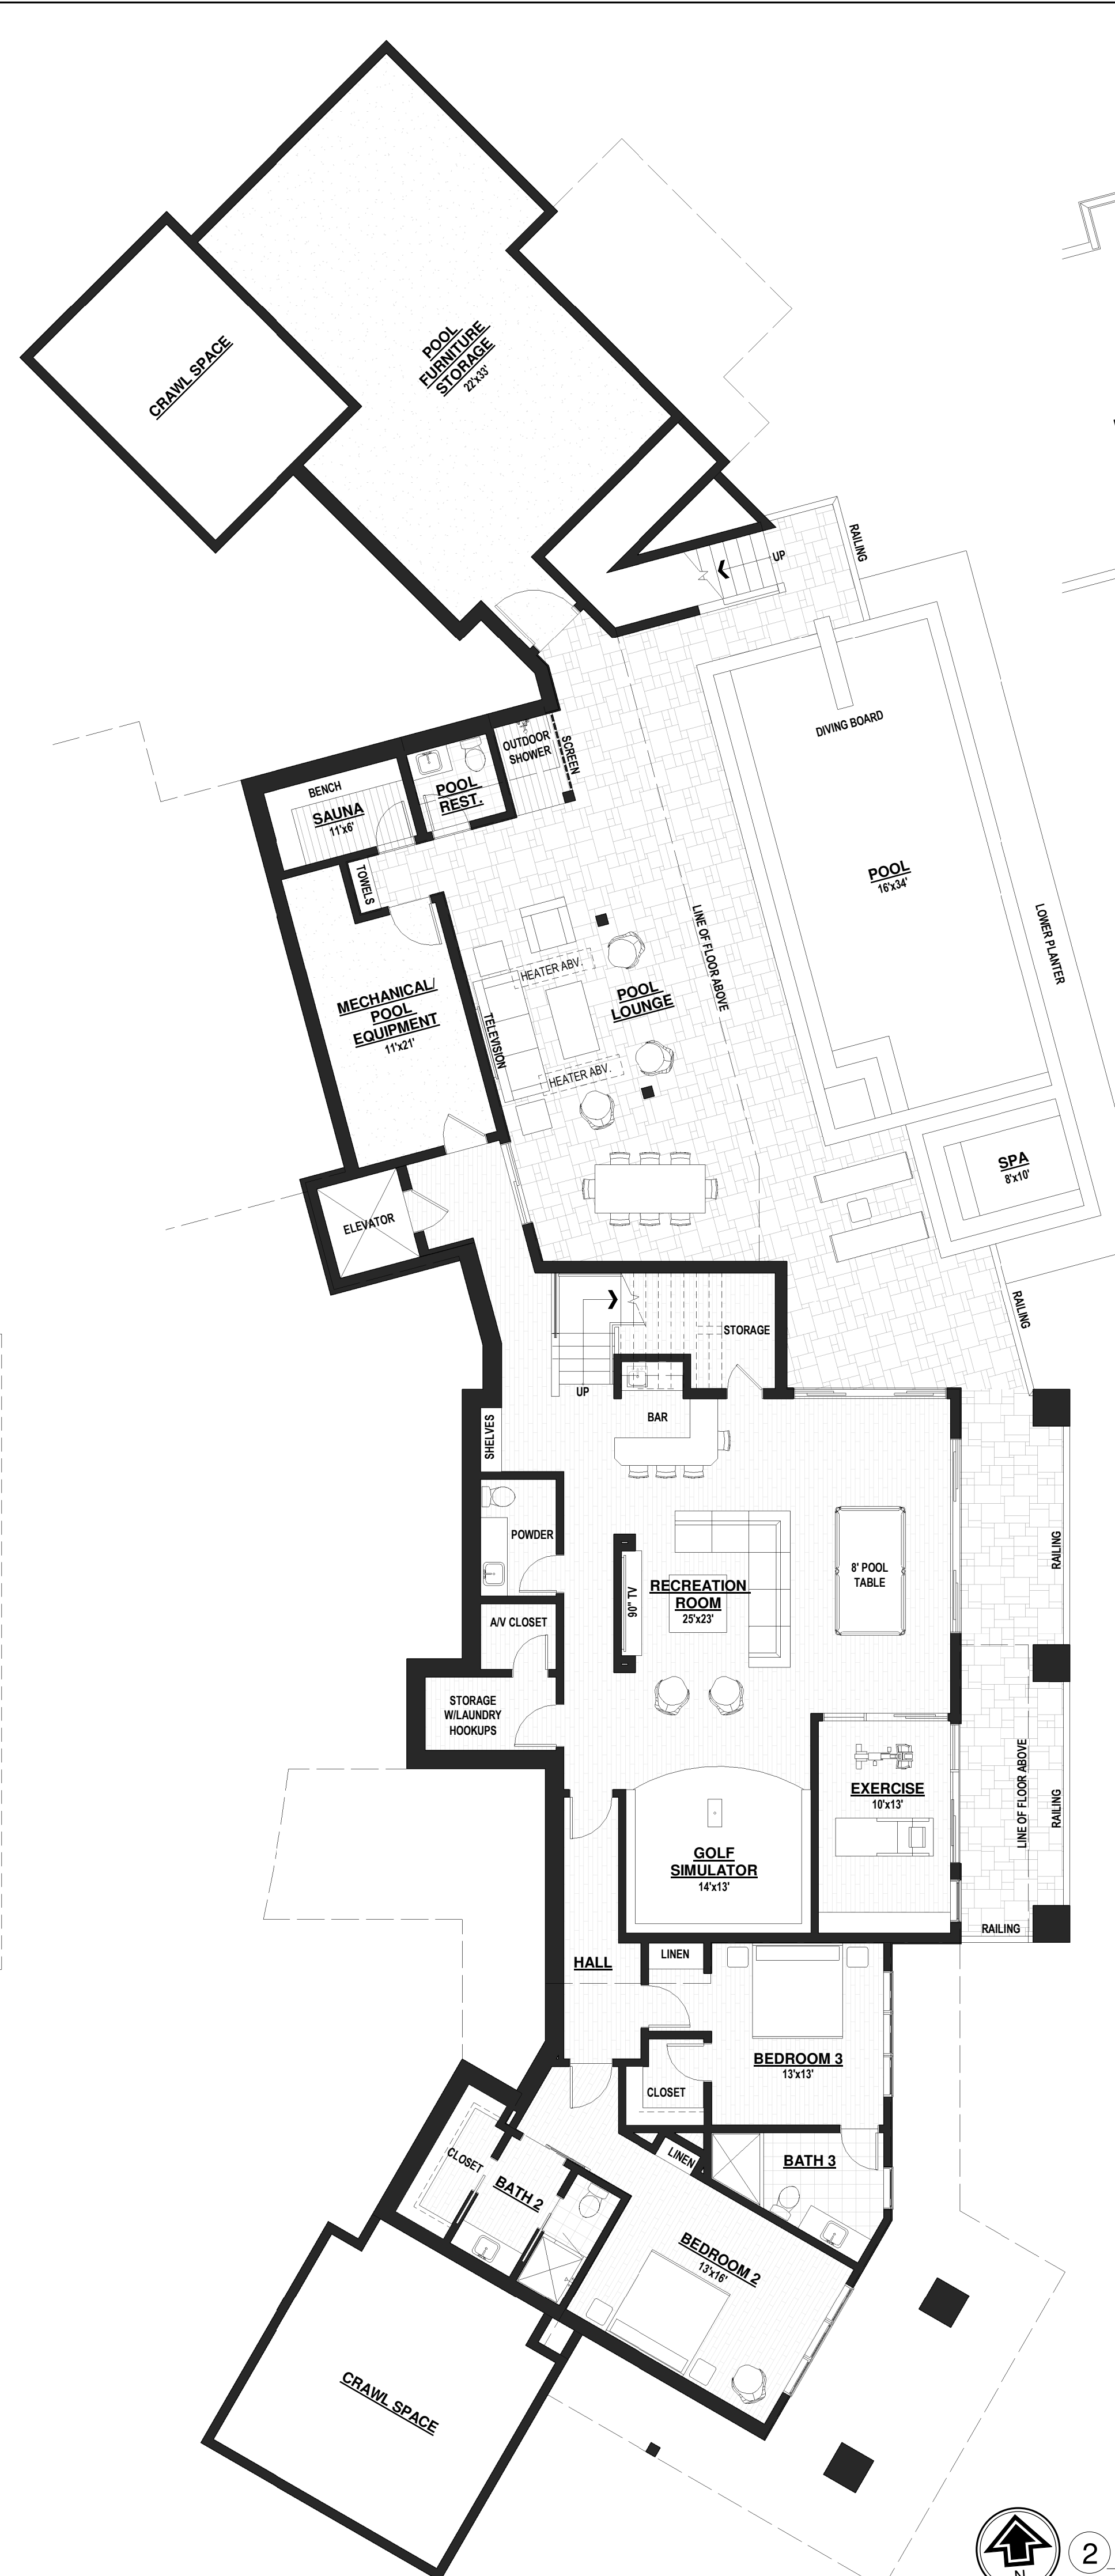 POOL
FURNITURE
STORAGE
22'x33'
CRAWL SPACE
RAILING
UP
DIVING BOARD
OUTDOOR
SHOWER
SCREEN
BENCH
SAUNA
11'x6'
POOL
REST.
TOWELS
POOL
16'x34'
LOWER PLANTER
LINE OF FLOOR ABOVE
HEATER ABV.
POOL
LOUNGE
MECHANICAL/
POOL
EQUIPMENT
11'x21'
TELEVISION
HEATER ABV.
SPA
8'x10'
ELEVATOR
RAILING
STORAGE
UP
BAR
SHELVES
POWDER
RAILING
8' POOL
TABLE
90" TV
RECREATION
ROOM
25'x23'
A/V CLOSET
STORAGE
W/LAUNDRY
HOOKUPS
EXERCISE
10'x13'
LINE OF FLOOR ABOVE
RAILING
GOLF
SIMULATOR
14'x13'
RAILING
LINEN
HALL
BEDROOM 3
13'x13'
CLOSET
LINEN
BATH 3
CLOSET
BATH 2
BEDROOM 2
13'x16'
CRAWL SPACE
N
2